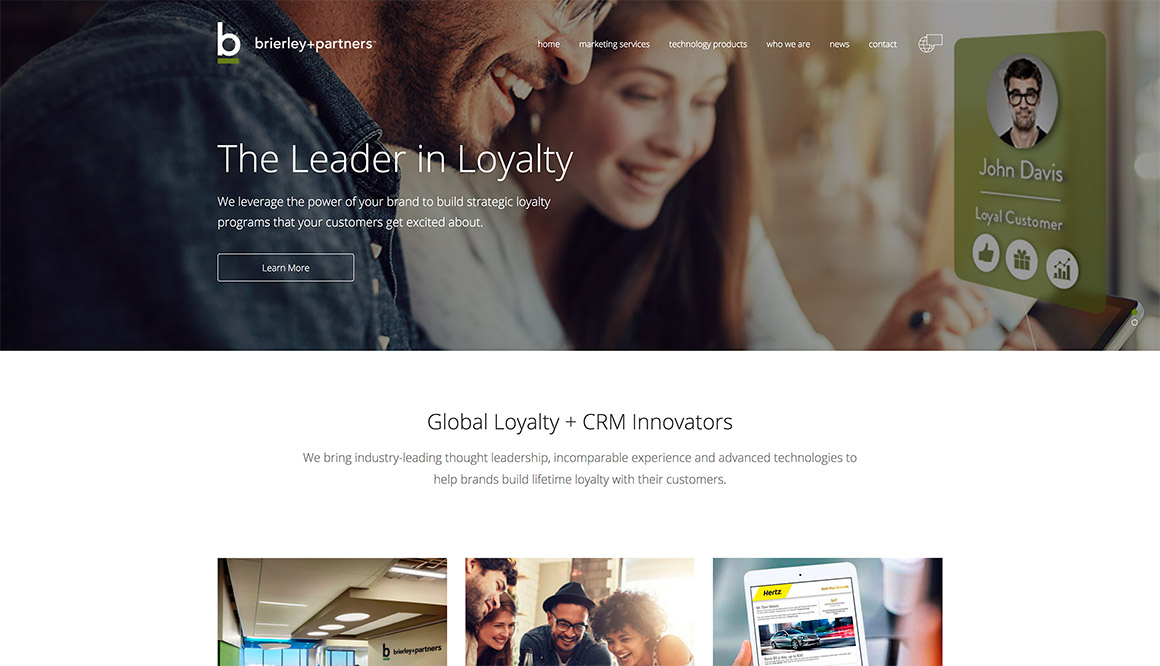 b brierley+partners
home marketing services technology products who we are news contact
John Davis
Loyal Customer
The Leader in Loyalty
We leverage the power of your brand to build strategic loyalty
programs that your customers get excited about.
Learn More
Global Loyalty + CRM Innovators
We bring industry-leading thought leadership, incomparable experience and advanced technologies to
help brands build lifetime loyalty with their customers.
b brierley+partners
Hertz